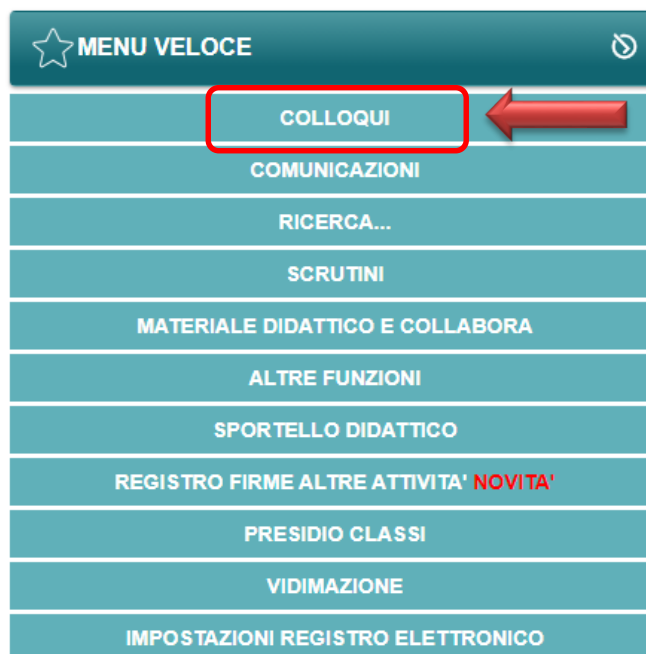 MENU VELOCE
COLLOQUI
COMUNICAZIONI
RICERCA...
SCRUTINI
MATERIALE DIDATTICO E COLLABORA
ALTRE FUNZIONI
SPORTELLO DIDATTICO
REGISTRO FIRME ALTRE ATTIVITA' NOVITA'
PRESIDIO CLASSI
VIDIMAZIONE
IMPOSTAZIONI REGISTRO ELETTRONICO